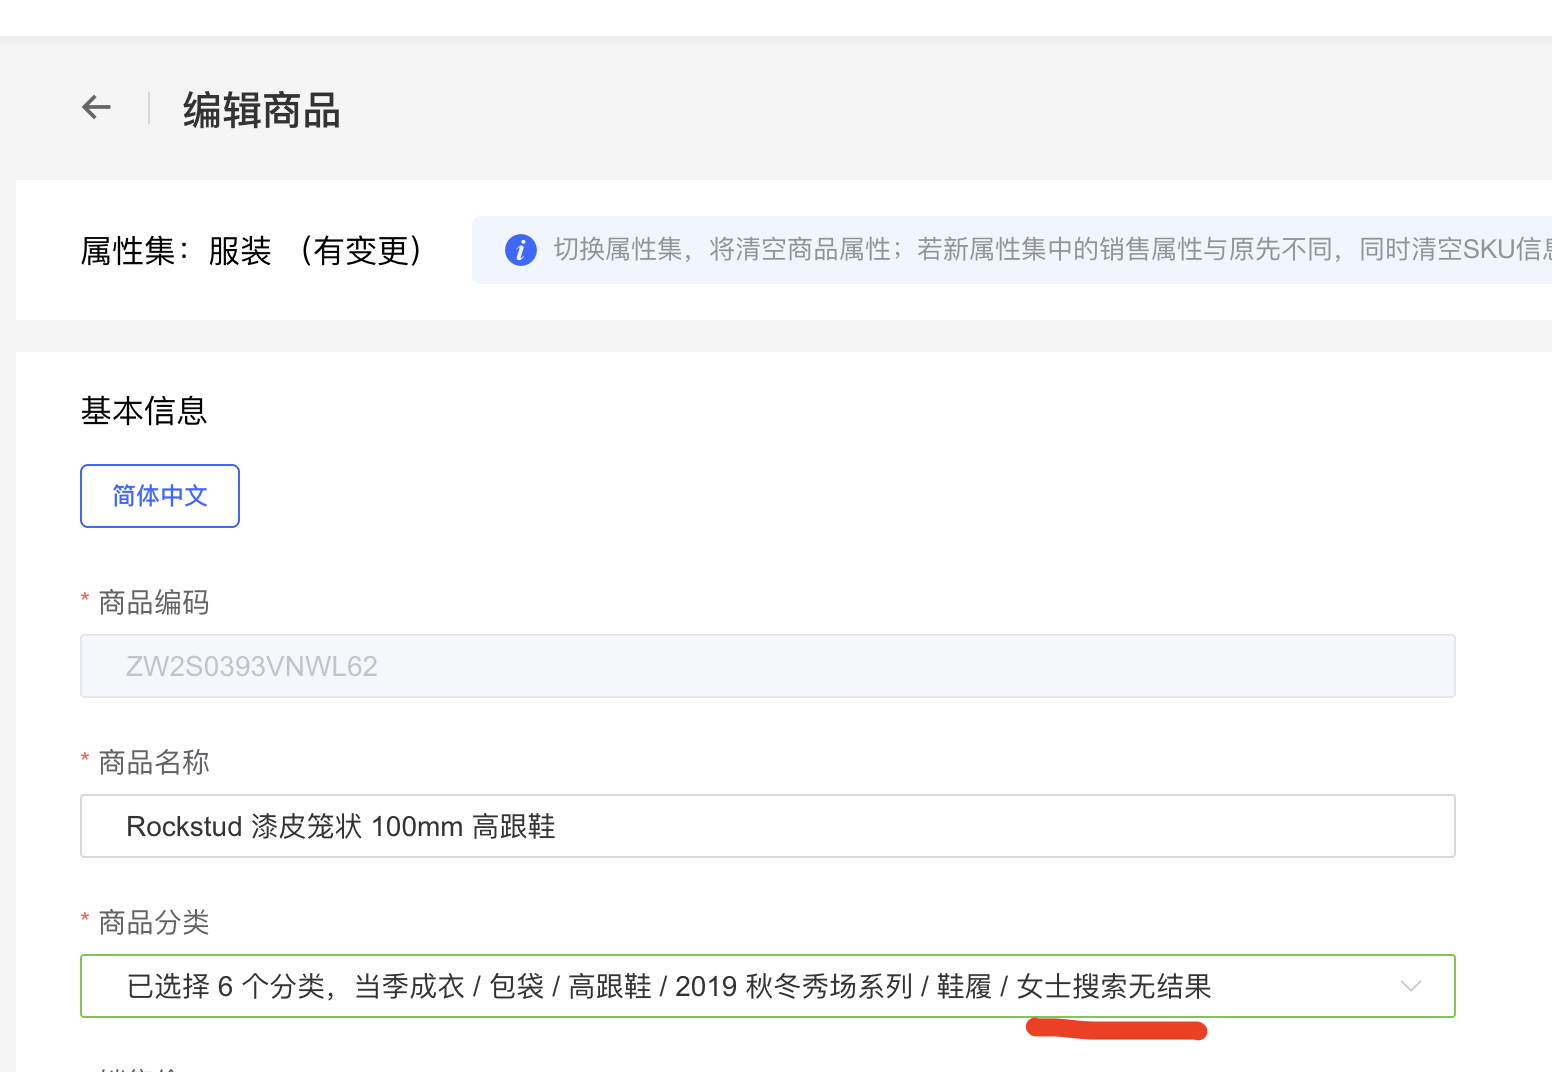 编辑商品
属性集：服装 （有变更）
切换属性集，将清空商品属性；若新属性集中的销售属性与原先不同，同时清空SKU信
基本信息
简体中文
* 商品编码
ZW2S0393VNWL62
* 商品名称
Rockstud 漆皮笼状 100mm 高跟鞋
* 商品分类
已选择 6 个分类，当季成衣 / 包袋 / 高跟鞋 / 2019 秋冬秀场系列 / 鞋履 / 女士搜索无结果